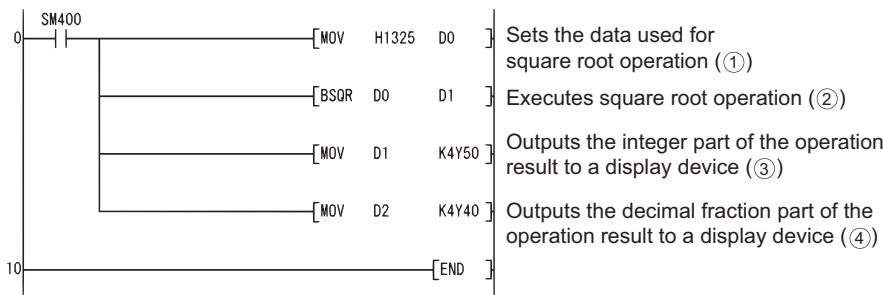 SM400
0 MOV H1325 D0 Sets the data used for
square root operation (①)
BSQR D0 D1 Executes square root operation (②)
MOV D1 K4Y50 Outputs the integer part of the operation
result to a display device (③)
MOV D2 K4Y40 Outputs the decimal fraction part of the
operation result to a display device (④)
10 END